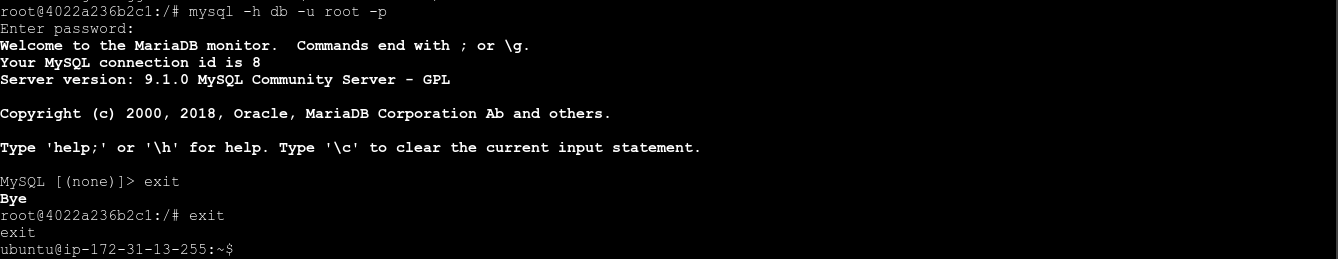 root@4022a236b2c1:/# mysql -h db -u root -p
Enter password:
Welcome to the MariaDB monitor.  Commands end with ; or \g.
Your MySQL connection id is 8
Server version: 9.1.0 MySQL Community Server - GPL
Copyright (c) 2000, 2018, Oracle, MariaDB Corporation Ab and others.
Type 'help;' or '\h' for help. Type '\c' to clear the current input statement.
MySQL [(none)]> exit
Bye
root@4022a236b2c1:/# exit
exit
ubuntu@ip-172-31-13-255:~$